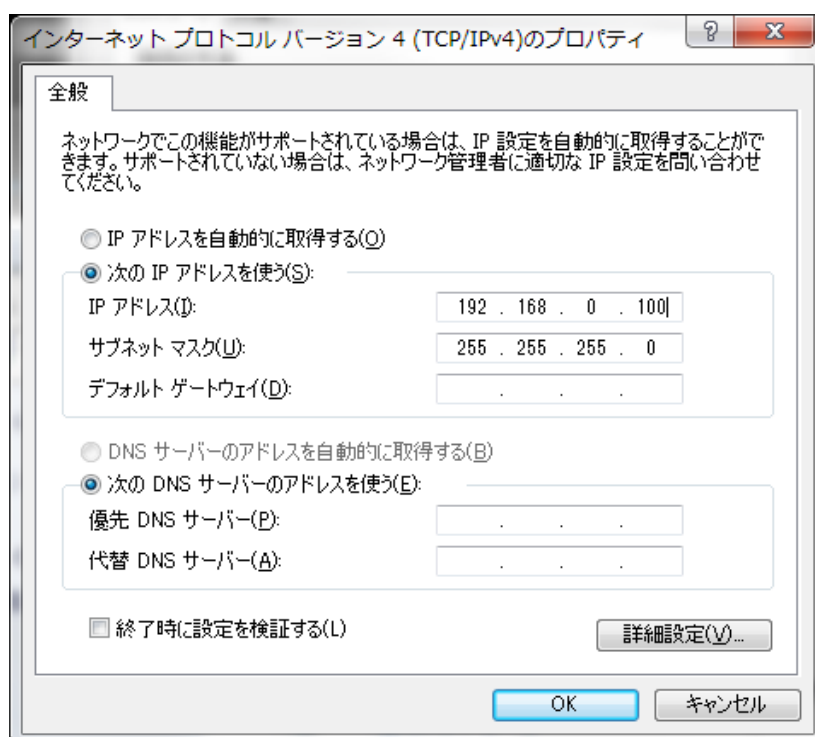 インターネット プロトコル バージョン 4 (TCP/IPv4)のプロパティ
全般
ネットワークでこの機能がサポートされている場合は、IP 設定を自動的に取得することがで
きます。サポートされていない場合は、ネットワーク管理者に適切な IP 設定を問い合わせ
てください。
IP アドレスを自動的に取得する(O)
次の IP アドレスを使う(S):
IP アドレス(I): 192 . 168 . 0 . 100
サブネット マスク(U): 255 . 255 . 255 . 0
デフォルト ゲートウェイ(D): . . .
DNS サーバーのアドレスを自動的に取得する(B)
次の DNS サーバーのアドレスを使う(E):
優先 DNS サーバー(P): . . .
代替 DNS サーバー(A): . . .
終了時に設定を検証する(L)
詳細設定(V)...
OK キャンセル